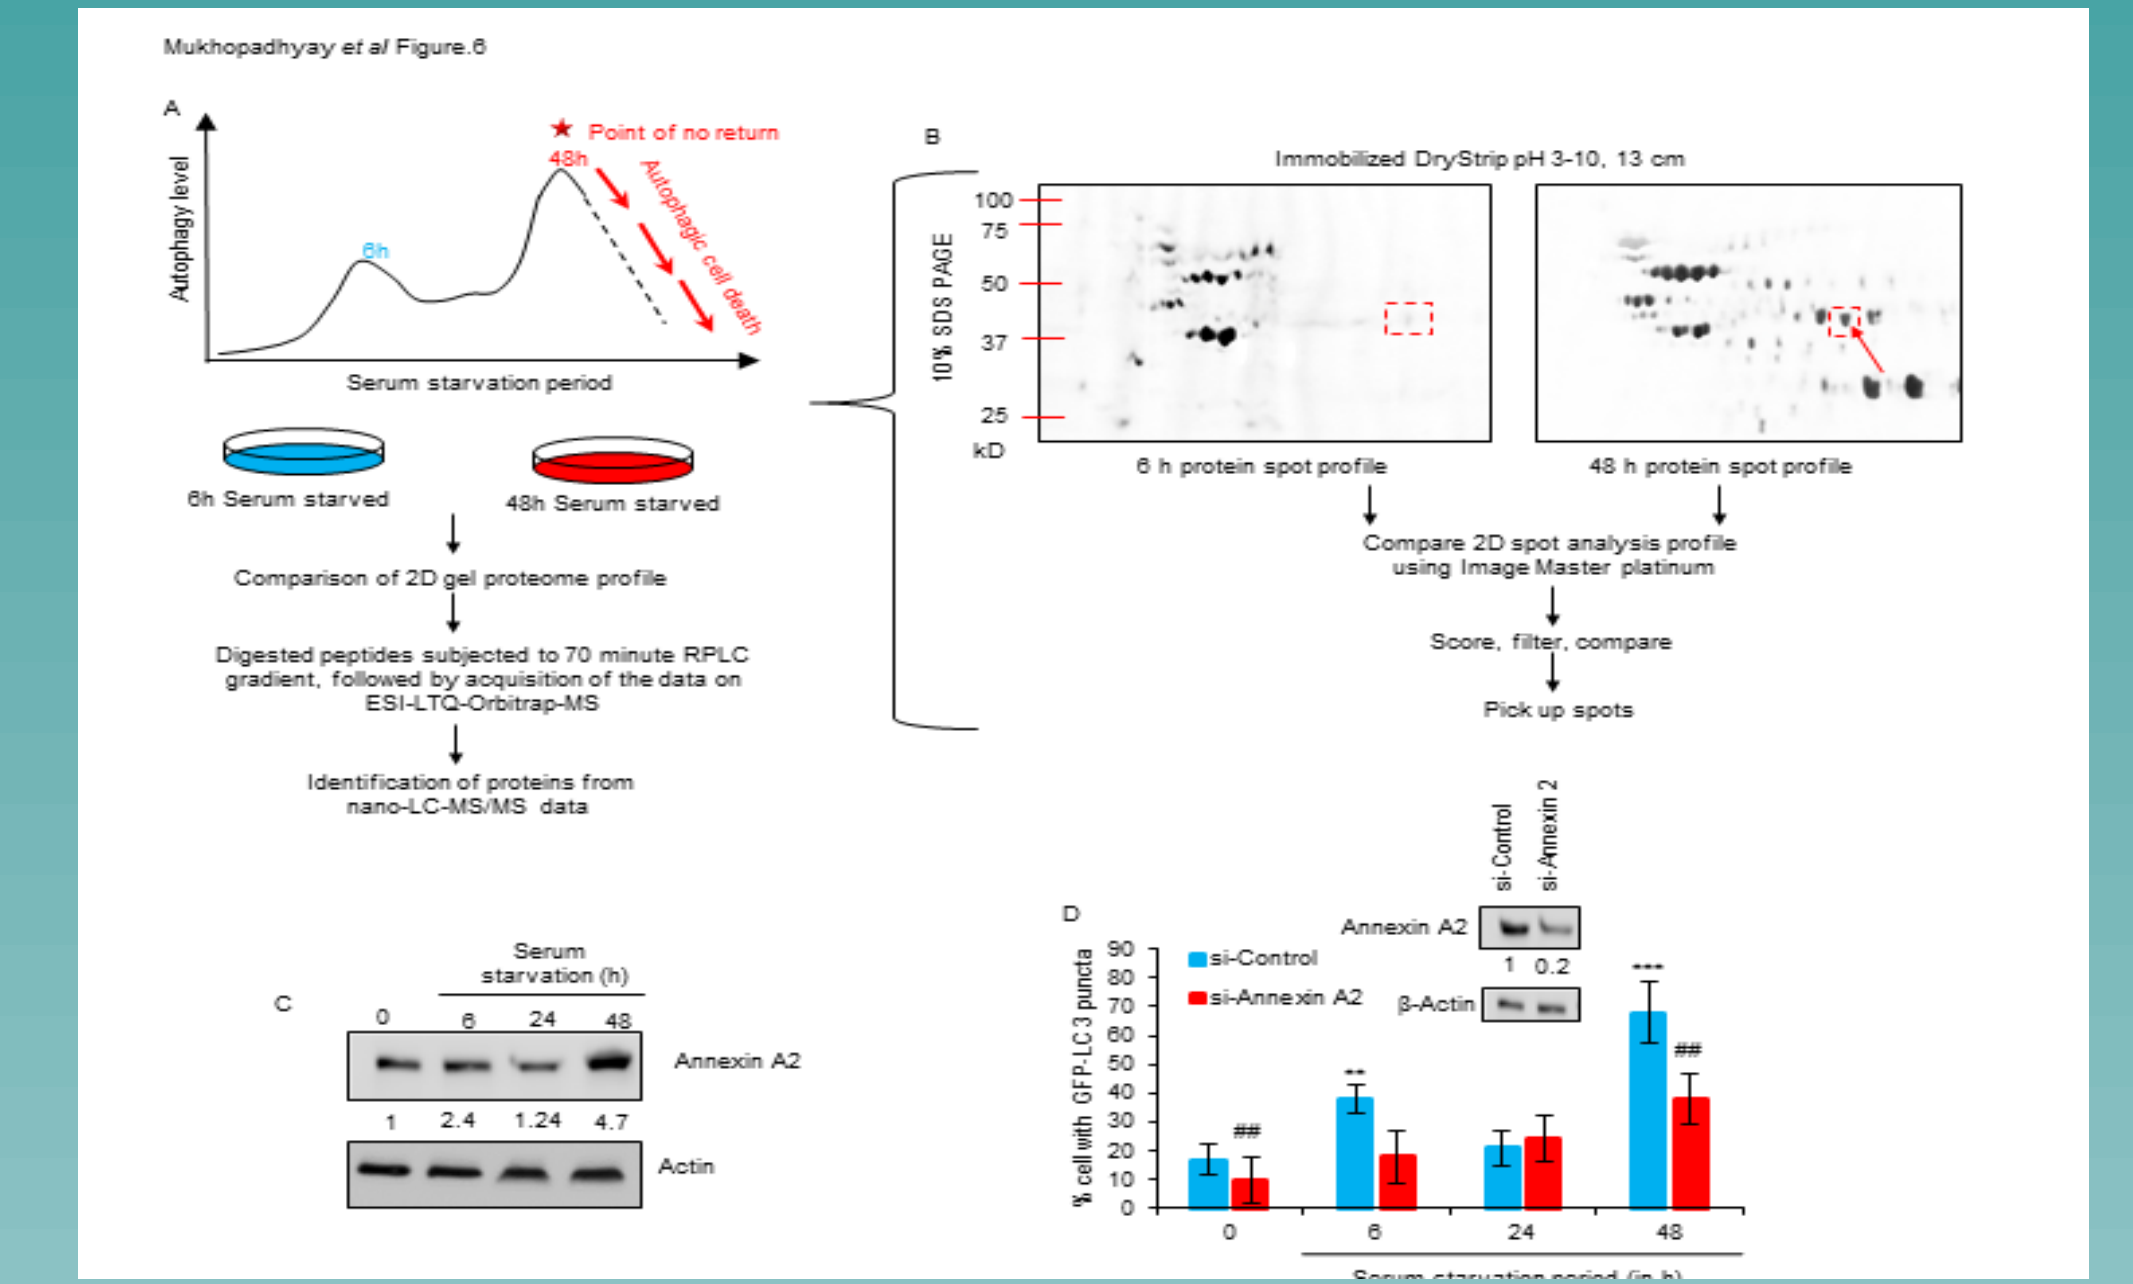 Mukhopadhyay et al Figure.6
A
Autophagy level
6h
48h
Point of no return
Autophagic cell death
Serum starvation period
6h Serum starved
48h Serum starved
Comparison of 2D gel proteome profile
Digested peptides subjected to 70 minute RPLC
gradient, followed by acquisition of the data on
ESI-LTQ-Orbitrap-MS
Identification of proteins from
nano-LC-MS/MS data
B
Immobilized DryStrip pH 3-10, 13 cm
10% SDS PAGE
100
75
50
37
25
kD
6 h protein spot profile
48 h protein spot profile
Compare 2D spot analysis profile
using Image Master platinum
Score, filter, compare
Pick up spots
C
Serum
starvation (h)
0 6 24 48
Annexin A2
1 2.4 1.24 4.7
Actin
D
si-Control
si-Annexin 2
Annexin A2
1 0.2
β-Actin
% cell with GFP-LC3 puncta
90
80
70
60
50
40
30
20
10
0
si-Control
si-Annexin A2
##
**
***
##
0 6 24 48
Serum starvation period (in h)